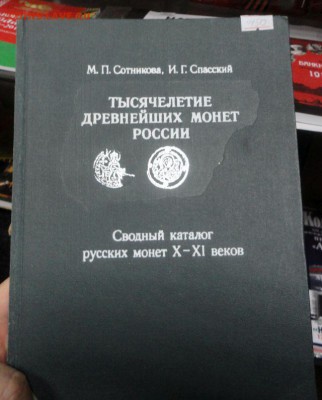 М. П. Сотникова, И. Г. Спасский
ТЫСЯЧЕЛЕТИЕ
ДРЕВНЕЙШИХ МОНЕТ
РОССИИ
Сводный каталог
русских монет X–XI веков